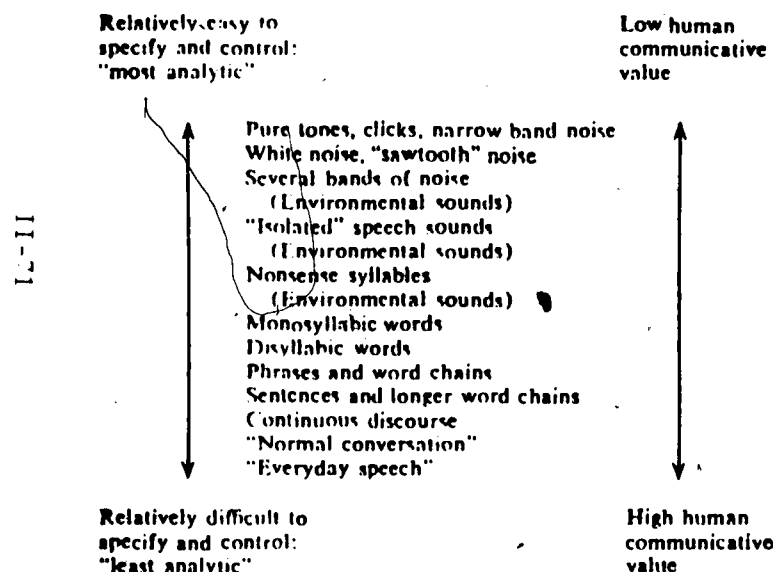 Relatively easy to
specify and control:
"most analytic"
Low human
communicative
value
Pure tones, clicks, narrow band noise
White noise, "sawtooth" noise
Several bands of noise
(Environmental sounds)
"Isolated" speech sounds
(Environmental sounds)
Nonsense syllables
(Environmental sounds)
Monosyllabic words
Disyllabic words
Phrases and word chains
Sentences and longer word chains
Continuous discourse
"Normal conversation"
"Everyday speech"
Relatively difficult to
specify and control:
"least analytic"
High human
communicative
value